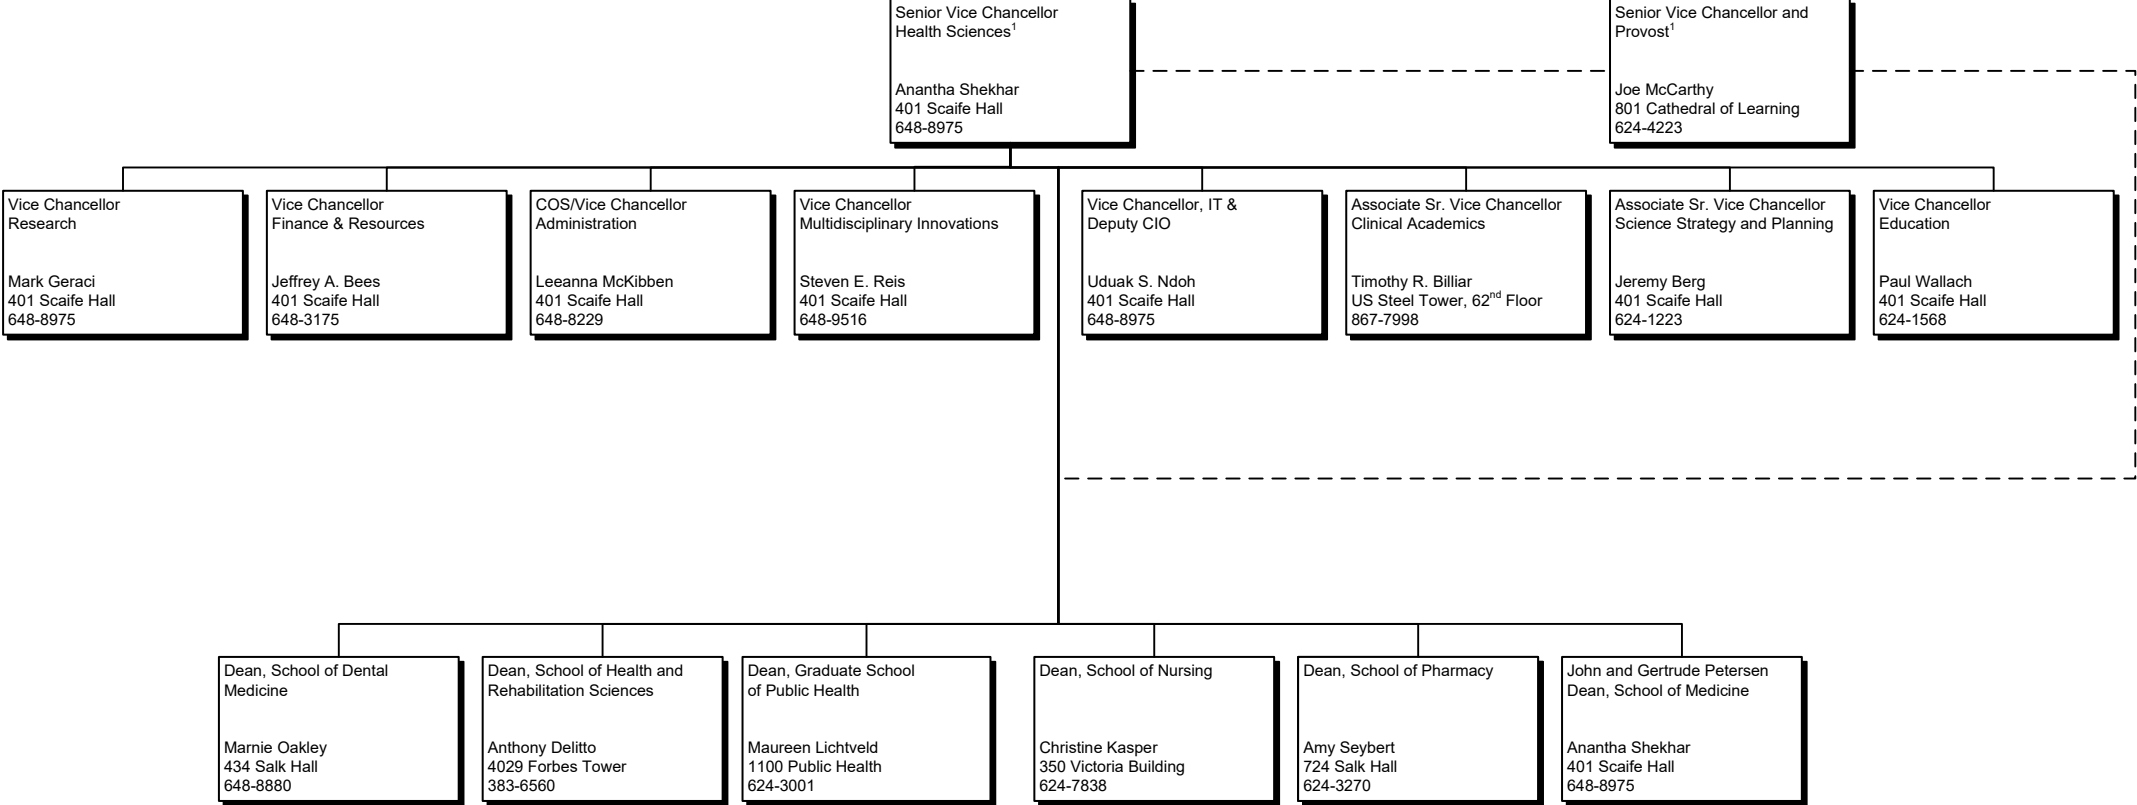 Senior Vice Chancellor
Health Sciences¹
Anantha Shekhar
401 Scaife Hall
648-8975
Senior Vice Chancellor and
Provost¹
Joe McCarthy
801 Cathedral of Learning
624-4223
Vice Chancellor
Research
Mark Geraci
401 Scaife Hall
648-8975
Vice Chancellor
Finance & Resources
Jeffrey A. Bees
401 Scaife Hall
648-3175
COS/Vice Chancellor
Administration
Leeanna McKibben
401 Scaife Hall
648-8229
Vice Chancellor
Multidisciplinary Innovations
Steven E. Reis
401 Scaife Hall
648-9516
Vice Chancellor, IT &
Deputy CIO
Uduak S. Ndoh
401 Scaife Hall
648-8975
Associate Sr. Vice Chancellor
Clinical Academics
Timothy R. Billiar
US Steel Tower, 62nd Floor
867-7998
Associate Sr. Vice Chancellor
Science Strategy and Planning
Jeremy Berg
401 Scaife Hall
624-1223
Vice Chancellor
Education
Paul Wallach
401 Scaife Hall
624-1568
Dean, School of Dental
Medicine
Marnie Oakley
434 Salk Hall
648-8880
Dean, School of Health and
Rehabilitation Sciences
Anthony Delitto
4029 Forbes Tower
383-6560
Dean, Graduate School
of Public Health
Maureen Lichtveld
1100 Public Health
624-3001
Dean, School of Nursing
Christine Kasper
350 Victoria Building
624-7838
Dean, School of Pharmacy
Amy Seybert
724 Salk Hall
624-3270
John and Gertrude Petersen
Dean, School of Medicine
Anantha Shekhar
401 Scaife Hall
648-8975